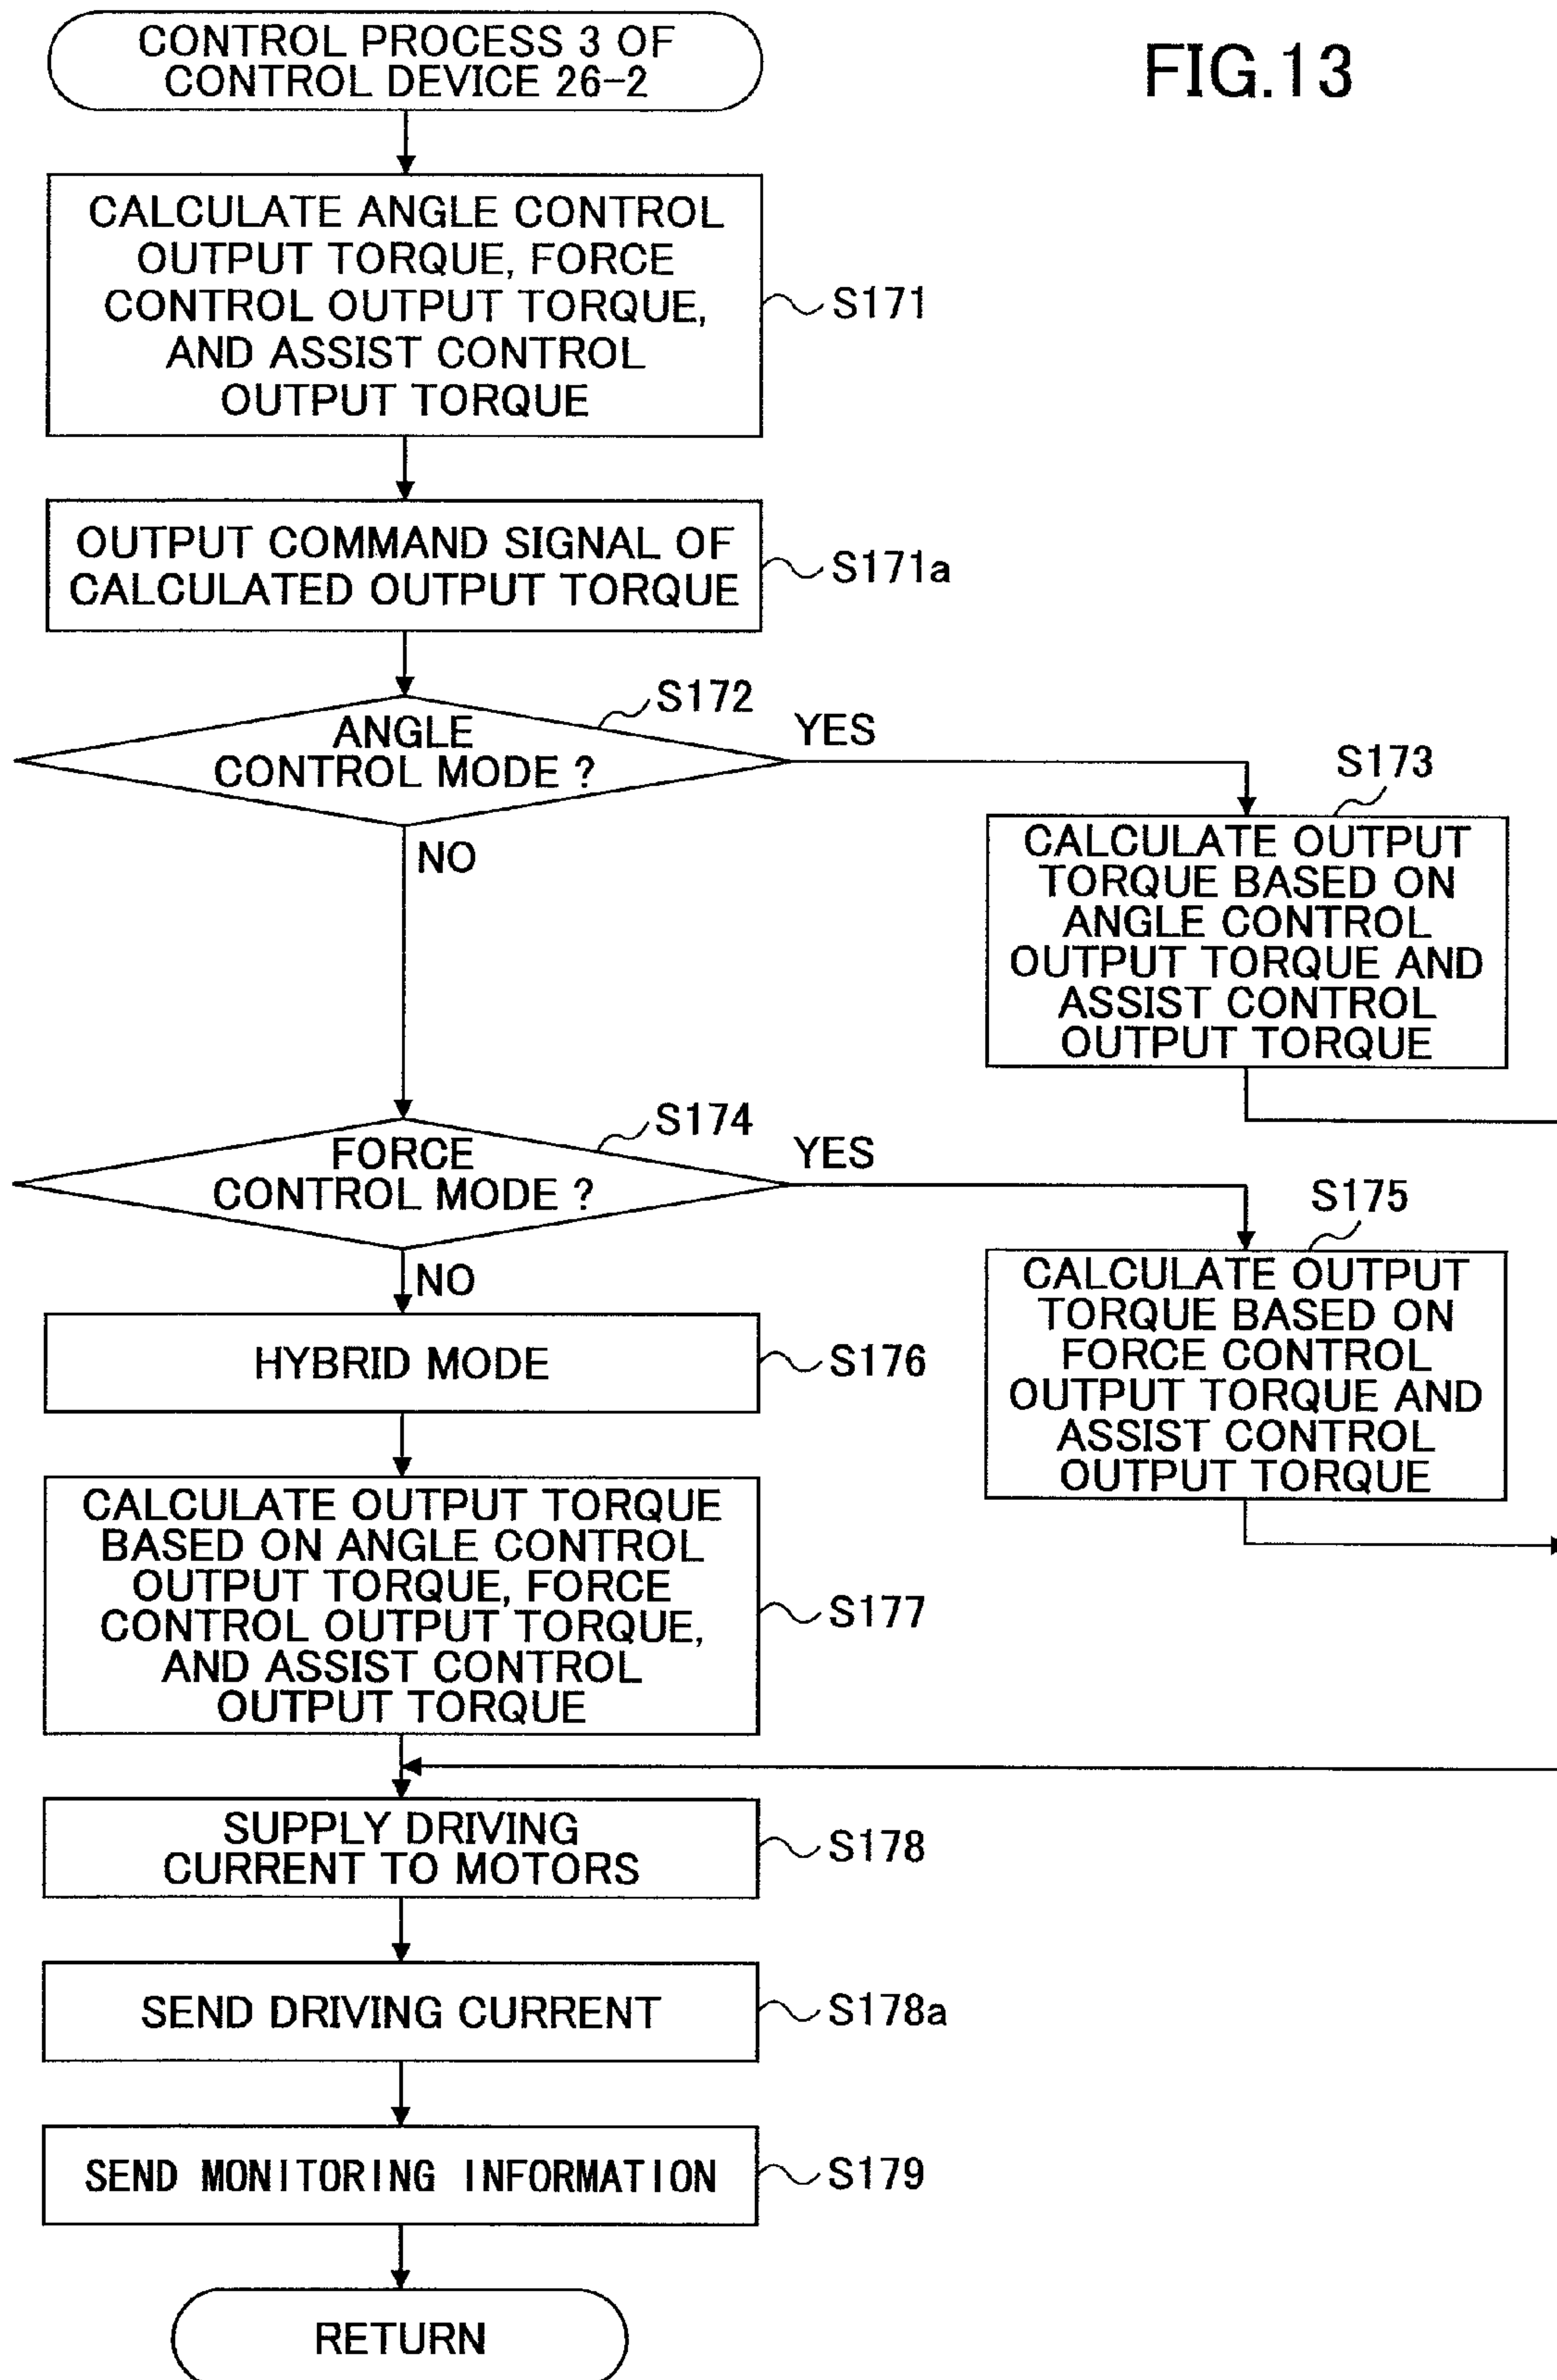 FIG.13
CONTROL PROCESS 3 OF
CONTROL DEVICE 26-2
CALCULATE ANGLE CONTROL
OUTPUT TORQUE, FORCE
CONTROL OUTPUT TORQUE,
AND ASSIST CONTROL
OUTPUT TORQUE
S171
OUTPUT COMMAND SIGNAL OF
CALCULATED OUTPUT TORQUE
S171a
ANGLE
CONTROL MODE ?
S172
YES
NO
S173
CALCULATE OUTPUT
TORQUE BASED ON
ANGLE CONTROL
OUTPUT TORQUE AND
ASSIST CONTROL
OUTPUT TORQUE
FORCE
CONTROL MODE ?
S174
YES
NO
S175
CALCULATE OUTPUT
TORQUE BASED ON
FORCE CONTROL
OUTPUT TORQUE AND
ASSIST CONTROL
OUTPUT TORQUE
HYBRID MODE
S176
CALCULATE OUTPUT TORQUE
BASED ON ANGLE CONTROL
OUTPUT TORQUE, FORCE
CONTROL OUTPUT TORQUE,
AND ASSIST CONTROL
OUTPUT TORQUE
S177
SUPPLY DRIVING
CURRENT TO MOTORS
S178
SEND DRIVING CURRENT
S178a
SEND MONITORING INFORMATION
S179
RETURN